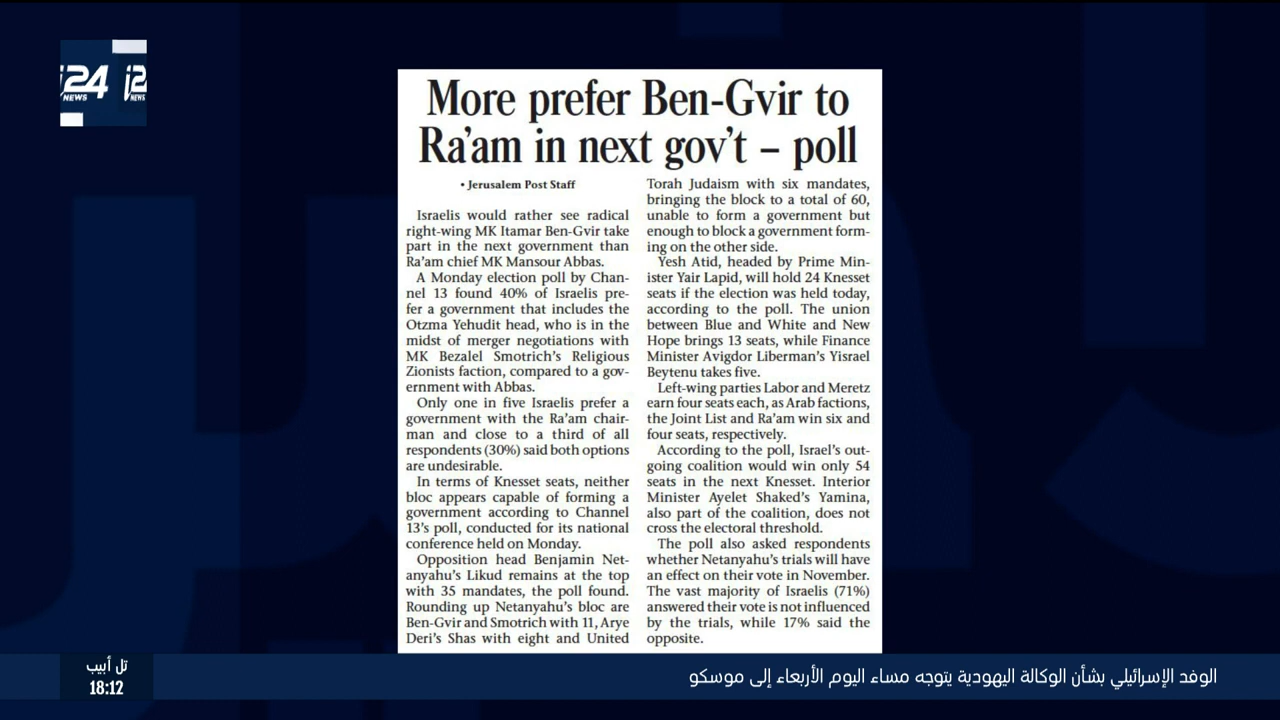 i24
NEWS
i2
NEWS
More prefer Ben-Gvir to
Ra'am in next gov't – poll
• Jerusalem Post Staff
Israelis would rather see radical
right-wing MK Itamar Ben-Gvir take
part in the next government than
Ra'am chief MK Mansour Abbas.
A Monday election poll by Chan-
nel 13 found 40% of Israelis pre-
fer a government that includes the
Otzma Yehudit head, who is in the
midst of merger negotiations with
MK Bezalel Smotrich's Religious
Zionists faction, compared to a gov-
ernment with Abbas.
Only one in five Israelis prefer a
government with the Ra'am chair-
man and close to a third of all
respondents (30%) said both options
are undesirable.
In terms of Knesset seats, neither
bloc appears capable of forming a
government according to Channel
13's poll, conducted for its national
conference held on Monday.
Opposition head Benjamin Net-
anyahu's Likud remains at the top
with 35 mandates, the poll found.
Rounding up Netanyahu's bloc are
Ben-Gvir and Smotrich with 11, Arye
Deri's Shas with eight and United
Torah Judaism with six mandates,
bringing the block to a total of 60,
unable to form a government but
enough to block a government form-
ing on the other side.
Yesh Atid, headed by Prime Min-
ister Yair Lapid, will hold 24 Knesset
seats if the election was held today,
according to the poll. The union
between Blue and White and New
Hope brings 13 seats, while Finance
Minister Avigdor Liberman's Yisrael
Beytenu takes five.
Left-wing parties Labor and Meretz
earn four seats each, as Arab factions,
the Joint List and Ra'am win six and
four seats, respectively.
According to the poll, Israel's out-
going coalition would win only 54
seats in the next Knesset. Interior
Minister Ayelet Shaked's Yamina,
also part of the coalition, does not
cross the electoral threshold.
The poll also asked respondents
whether Netanyahu's trials will have
an effect on their vote in November.
The vast majority of Israelis (71%)
answered their vote is not influenced
by the trials, while 17% said the
opposite.
تل أبيب
18:12
الوفد الإسرائيلي بشأن الوكالة اليهودية يتوجه مساء اليوم الأربعاء إلى موسكو